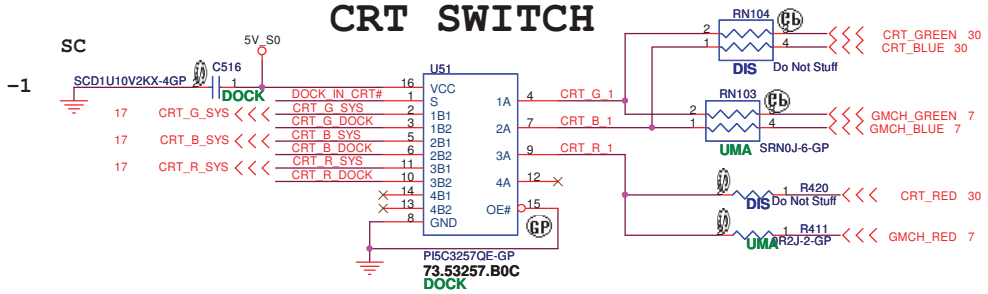 CRT SWITCH
SC
-1
5V_S0
SCD1U10V2KX-4GP
C516
2
1
DOCK
U51
16 VCC
DOCK_IN_CRT# 1 S
17 CRT_G_SYS CRT_G_SYS 2 1B1
CRT_G_DOCK 3 1B2
17 CRT_B_SYS CRT_B_SYS 5 2B1
CRT_B_DOCK 6 2B2
17 CRT_R_SYS CRT_R_SYS 11 3B1
CRT_R_DOCK 10 3B2
14 4B1
13 4B2
8 GND
1A 4 CRT_G_1
2A 7 CRT_B_1
3A 9 CRT_R_1
4A 12
OE# 15
GP
PI5C3257QE-GP
73.53257.B0C
DOCK
RN104
2 3 CRT_GREEN 30
1 4 CRT_BLUE 30
DIS Do Not Stuff
RN103
2 3 GMCH_GREEN 7
1 4 GMCH_BLUE 7
UMA SRN0J-6-GP
2 1 R420 CRT_RED 30
DIS Do Not Stuff
2 1 R411 GMCH_RED 7
UMA 0R2J-2-GP